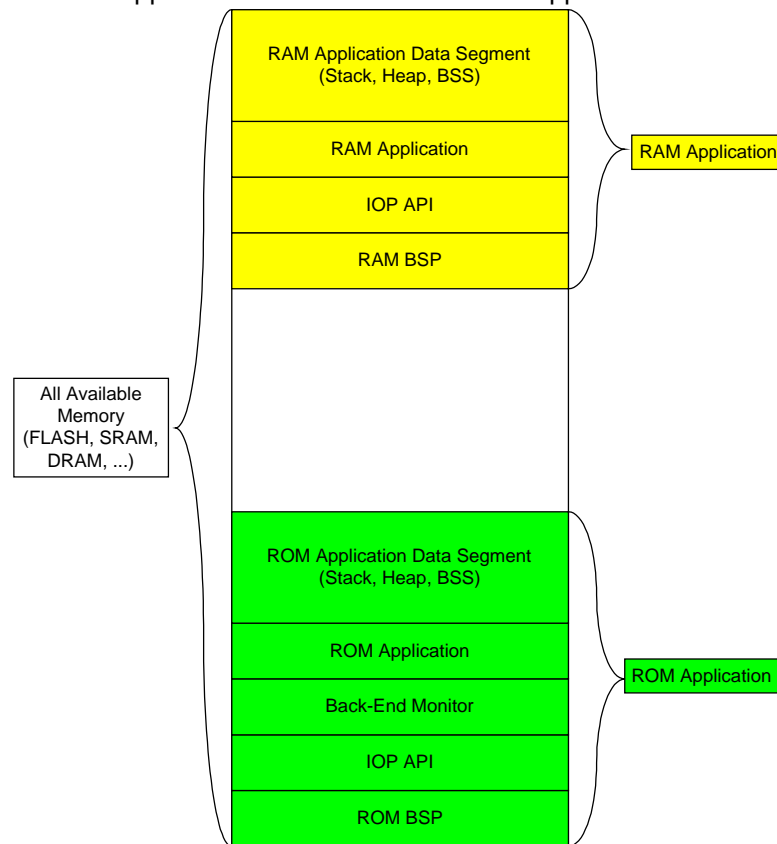 RAM Application Data Segment
(Stack, Heap, BSS)
RAM Application
RAM Application
IOP API
RAM BSP
All Available
Memory
(FLASH, SRAM,
DRAM, ...)
ROM Application Data Segment
(Stack, Heap, BSS)
ROM Application
ROM Application
Back-End Monitor
IOP API
ROM BSP